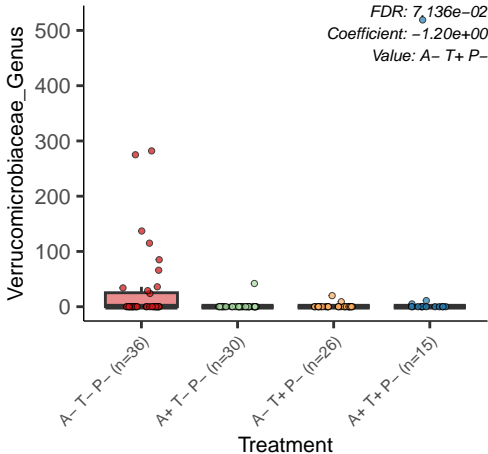 FDR: 7.136e−02
Coefficient: −1.20e+00
Value: A− T+ P−
Verrucomicrobiaceae_Genus
500
400
300
200
100
0
A− T− P− (n=36)
A+ T− P− (n=30)
A− T+ P− (n=26)
A+ T+ P− (n=15)
Treatment